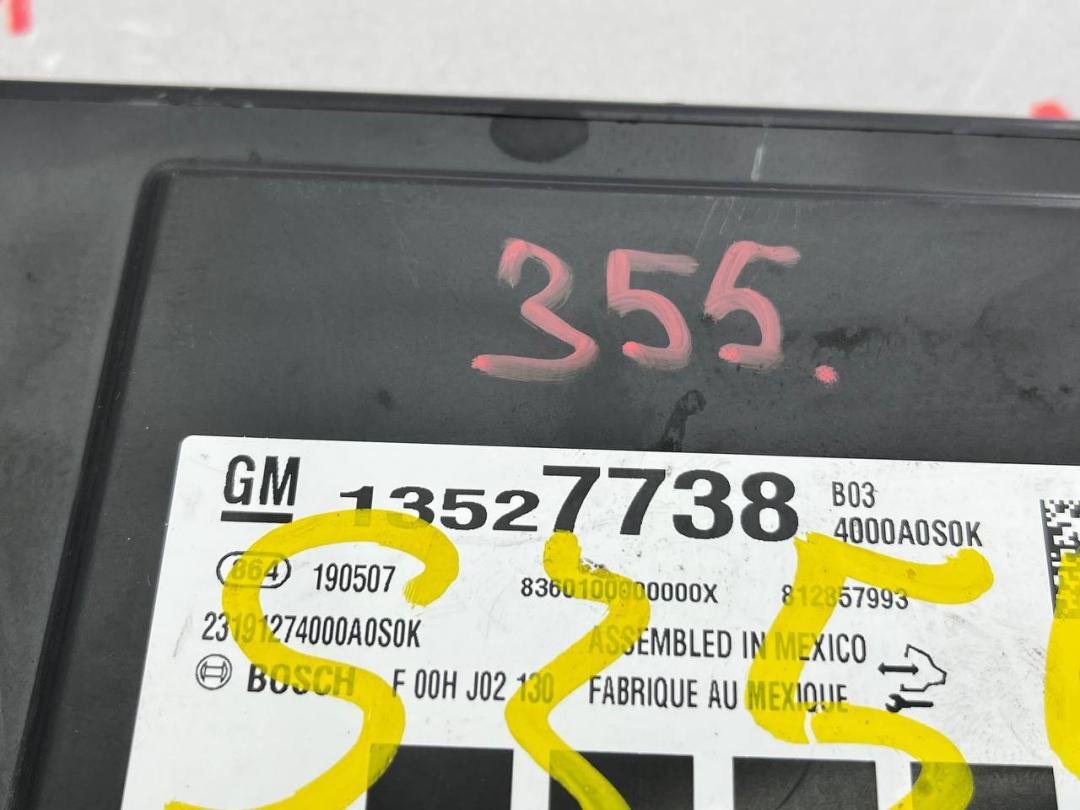 355.
GM 13527738 B03
4000A0S0K
864 190507 8360100000000X 812857993
23191274000A0S0K ASSEMBLED IN MEXICO
BOSCH F 00H J02 130 FABRIQUE AU MEXIQUE